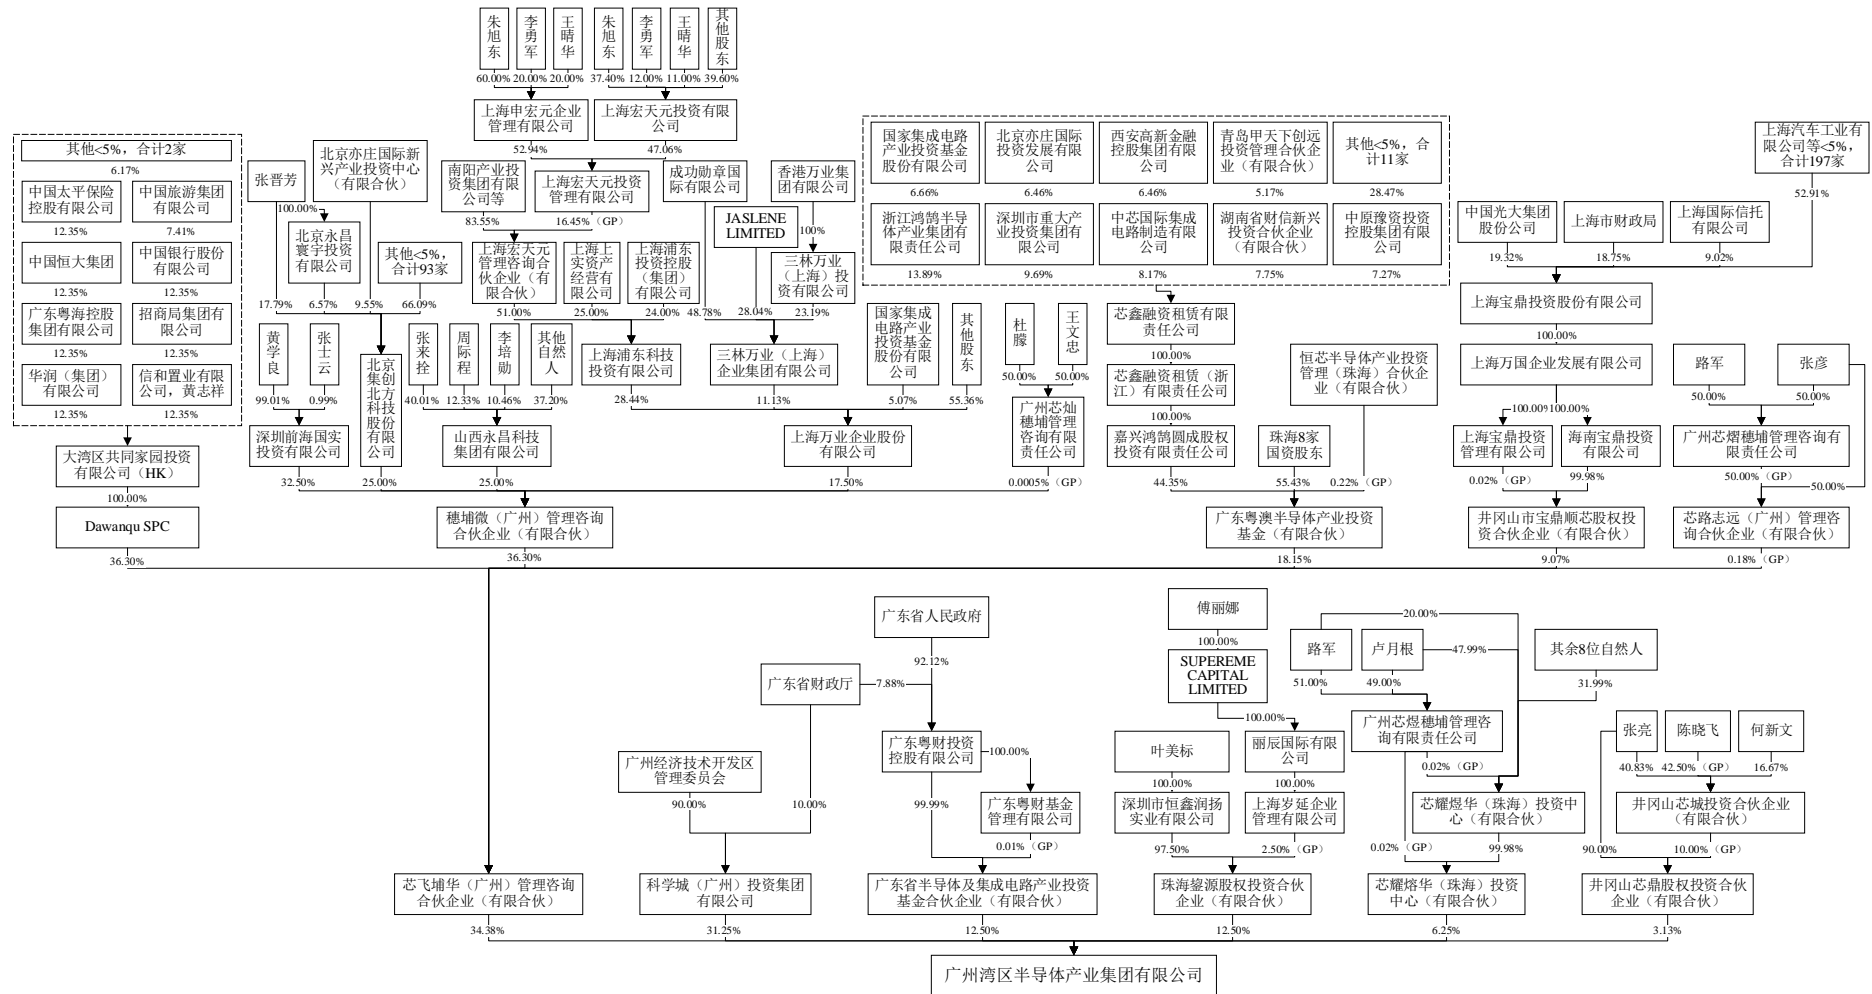 朱旭东
李勇军
王晴华
朱旭东
李勇军
王晴华
其他股东
60.00%
20.00%
20.00%
37.40%
12.00%
11.00%
39.60%
上海申宏元企业
管理有限公司
上海宏天元投资有限
公司
52.94%
47.06%
其他<5%，合计2家
6.17%
中国太平保险
控股有限公司
中国旅游集团
有限公司
12.35%
7.41%
中国恒大集团
中国银行股份
有限公司
12.35%
12.35%
广东粤海控股
集团有限公司
招商局集团有
限公司
12.35%
12.35%
华润（集团）
有限公司
信和置业有限
公司，黄志祥
12.35%
12.35%
大湾区共同家园投资
有限公司（HK）
100.00%
Dawanqu SPC
36.30%
张晋芳
北京亦庄国际新
兴产业投资中心
（有限合伙）
100.00%
北京永昌
寰宇投资
有限公司
其他<5%，
合计93家
17.79%
6.57%
9.55%
66.09%
南阳产业投
资集团有限
公司等
上海宏天元投资
管理有限公司
83.55%
16.45%（GP）
成功勋章国
际有限公司
香港万业集
团有限公司
JASLENE
LIMITED
100%
上海宏天元
管理咨询合
伙企业（有
限合伙）
上海上
实资产
经营有
限公司
上海浦东
投资控股
（集团）
有限公司
三林万业
（上海）投
资有限公司
51.00%
25.00%
24.00%
48.78%
28.04%
23.19%
国家集成电路
产业投资基金
股份有限公司
北京亦庄国际
投资发展有限
公司
西安高新金融
控股集团有限
公司
青岛甲天下创远
投资管理合伙企
业（有限合伙）
其他<5%，合
计11家
6.66%
6.46%
6.46%
5.17%
28.47%
浙江鸿鹄半导
体产业集团有
限责任公司
深圳市重大产
业投资集团有
限公司
中芯国际集成
电路制造有限
公司
湖南省财信新兴
投资合伙企业
（有限合伙）
中原豫资投资
控股集团有限
公司
13.89%
9.69%
8.17%
7.75%
7.27%
上海汽车工业有
限公司等<5%，
合计197家
52.91%
中国光大集团
股份公司
上海市财政局
上海国际信托
有限公司
19.32%
18.75%
9.02%
上海宝鼎投资股份有限公司
100.00%
上海万国企业发展有限公司
100.00%
100.00%
黄学良
张士云
北京集创北方科技股份有限公司
张来拴
周际程
李培勋
其他自然人
上海浦东科技
投资有限公司
三林万业（上海）
企业集团有限公司
国家集成
电路产业
投资基金
股份有限
公司
其他股东
杜朦
王文忠
99.01%
0.99%
40.01%
12.33%
10.46%
37.20%
28.44%
11.13%
5.07%
55.36%
50.00%
50.00%
芯鑫融资租赁有限
责任公司
100.00%
芯鑫融资租赁（浙
江）有限责任公司
100.00%
恒芯半导体产业投资
管理（珠海）合伙企
业（有限合伙）
路军
张彦
50.00%
50.00%
深圳前海国实
投资有限公司
山西永昌科技
集团有限公司
上海万业企业股份
有限公司
广州芯灿
穗埔管理
咨询有限
责任公司
嘉兴鸿鹄圆成股权
投资有限责任公司
珠海8家
国资股东
上海宝鼎投资
管理有限公司
海南宝鼎投资
有限公司
广州芯熠穗埔管理咨询有
限责任公司
32.50%
25.00%
25.00%
17.50%
0.0005%（GP）
44.35%
55.43%
0.22%（GP）
0.02%（GP）
99.98%
50.00%（GP）
50.00%
穗埔微（广州）管理咨询
合伙企业（有限合伙）
广东粤澳半导体产业投资
基金（有限合伙）
井冈山市宝鼎顺芯股权投
资合伙企业（有限合伙）
芯路志远（广州）管理咨
询合伙企业（有限合伙）
36.30%
18.15%
9.07%
0.18%（GP）
广东省人民政府
92.12%
广东省财政厅
7.88%
傅丽娜
100.00%
SUPEREME
CAPITAL
LIMITED
100.00%
20.00%
路军
卢月根
47.99%
其余8位自然人
51.00%
49.00%
31.99%
广州经济技术开发区
管理委员会
广东粤财投资
控股有限公司
100.00%
叶美标
丽辰国际有限
公司
广州芯煜穗埔管理咨
询有限责任公司
张亮
陈晓飞
何新文
0.02%（GP）
40.83%
42.50%（GP）
16.67%
90.00%
10.00%
99.99%
广东粤财基金
管理有限公司
0.01%（GP）
100.00%
100.00%
深圳市恒鑫润扬
实业有限公司
上海岁延企业
管理有限公司
芯耀煜华（珠海）投资中
心（有限合伙）
井冈山芯城投资合伙企业
（有限合伙）
97.50%
2.50%（GP）
0.02%（GP）
99.98%
90.00%
10.00%（GP）
芯飞埔华（广州）管理咨询
合伙企业（有限合伙）
科学城（广州）投资集团
有限公司
广东省半导体及集成电路产业投资
基金合伙企业（有限合伙）
珠海鋆源股权投资合伙
企业（有限合伙）
芯耀熔华（珠海）投资
中心（有限合伙）
井冈山芯鼎股权投资合伙
企业（有限合伙）
34.38%
31.25%
12.50%
12.50%
6.25%
3.13%
广州湾区半导体产业集团有限公司